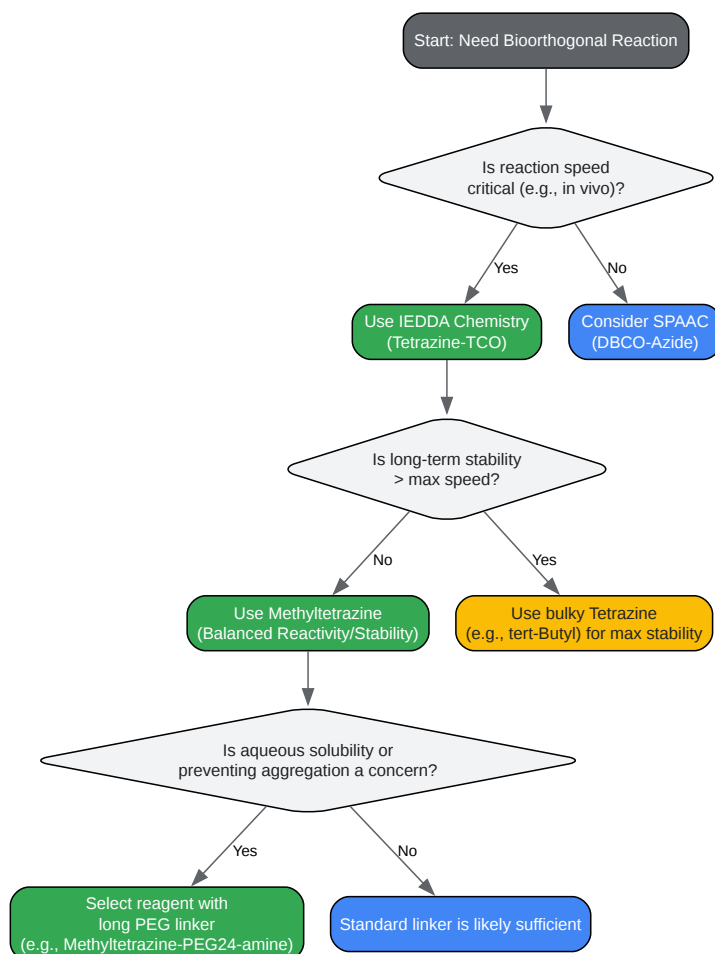 Start: Need Bioorthogonal Reaction
Is reaction speed
critical (e.g., in vivo)?
Yes
No
Use IEDDA Chemistry
(Tetrazine-TCO)
Consider SPAAC
(DBCO-Azide)
Is long-term stability
> max speed?
No
Yes
Use Methyltetrazine
(Balanced Reactivity/Stability)
Use bulky Tetrazine
(e.g., tert-Butyl) for max stability
Is aqueous solubility or
preventing aggregation a concern?
Yes
No
Select reagent with
long PEG linker
(e.g., Methyltetrazine-PEG24-amine)
Standard linker is likely sufficient